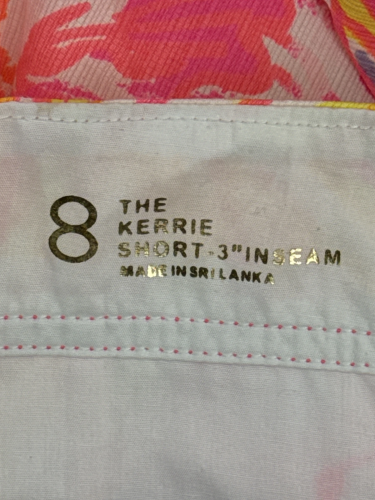 8
THE
KERRIE
SHORT-3" INSEAM
MADE IN SRI LANKA